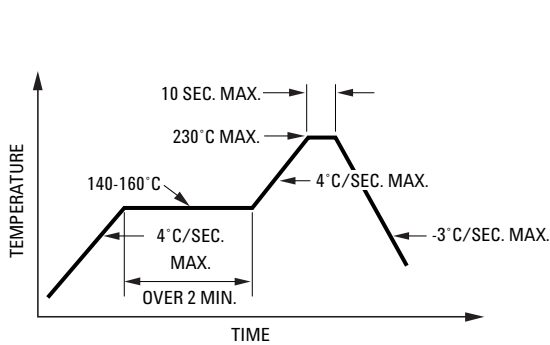 10 SEC. MAX.
230˚C MAX.
TEMPERATURE
140-160˚C
4˚C/SEC. MAX.
4˚C/SEC.
MAX.
-3˚C/SEC. MAX.
OVER 2 MIN.
TIME